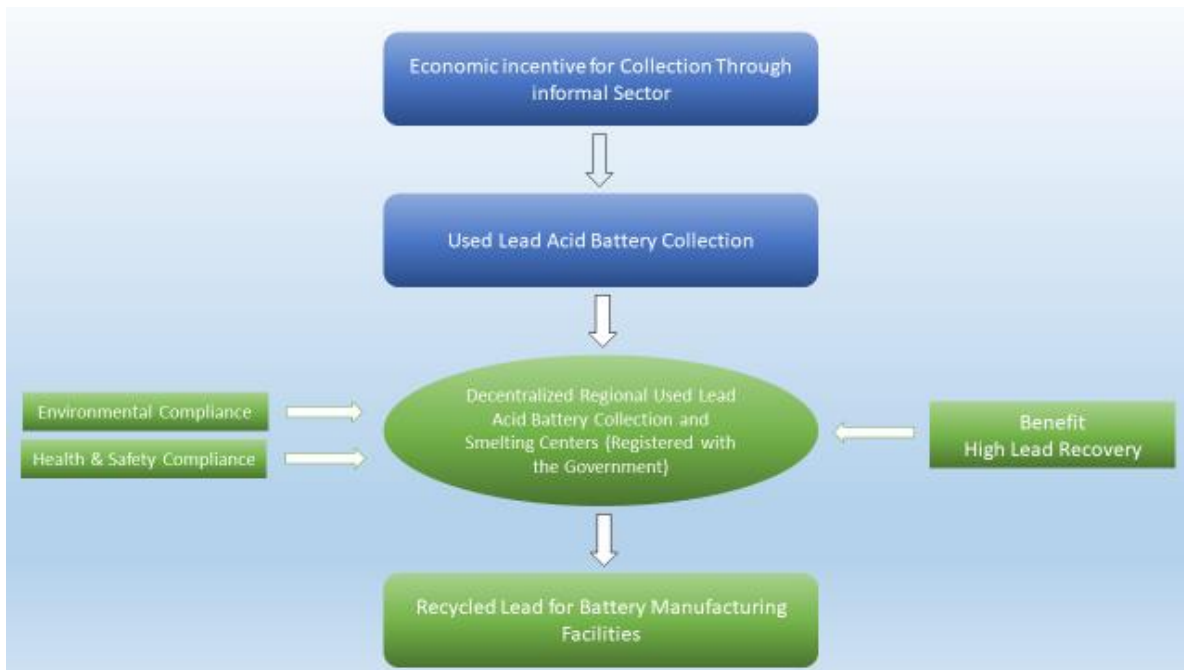 Economic incentive for Collection Through
informal Sector
Used Lead Acid Battery Collection
Decentralized Regional Used Lead
Acid Battery Collection and
Smelting Centers (Registered with
the Government)
Environmental Compliance
Health & Safety Compliance
Benefit
High Lead Recovery
Recycled Lead for Battery Manufacturing
Facilities